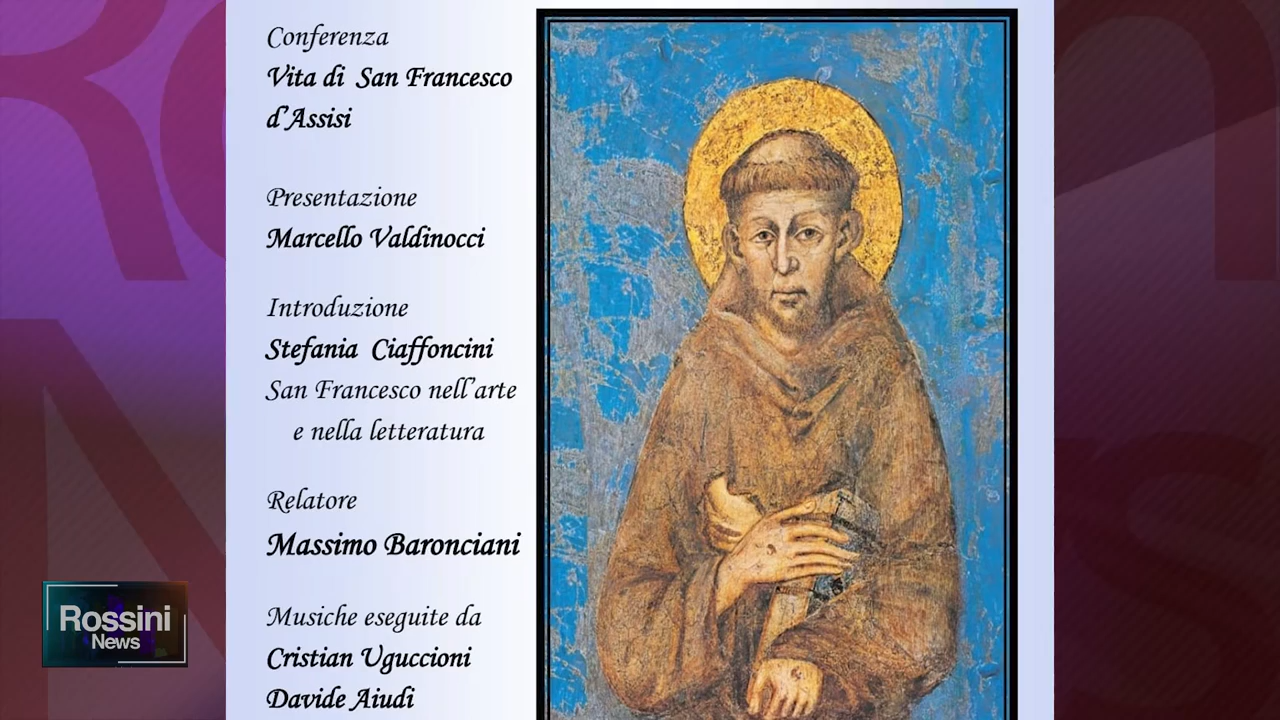 Conferenza
Vita di San Francesco
d'Assisi
Presentazione
Marcello Valdinocci
Introduzione
Stefania Ciaffoncini
San Francesco nell'arte
e nella letteratura
Relatore
Massimo Baronciani
Musiche eseguite da
Cristian Uguccioni
Davide Aiudi
Rossini
News